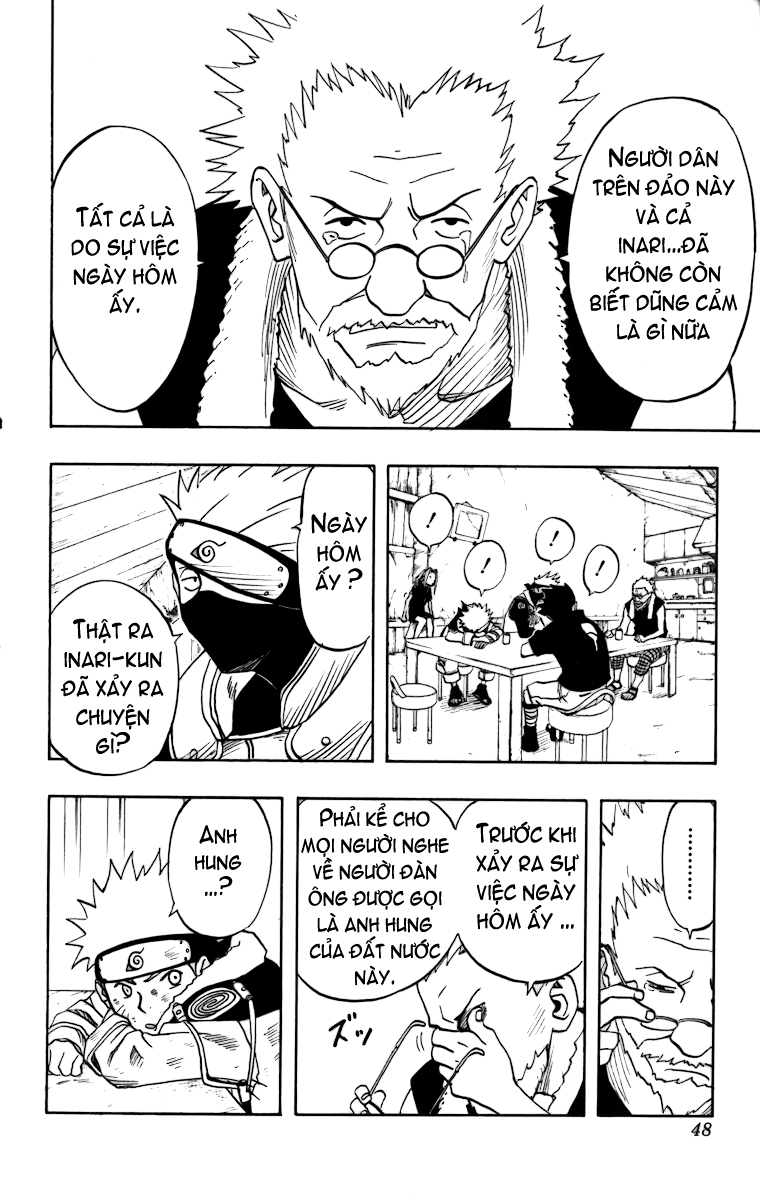 NGƯỜI DÂN
TRÊN ĐẢO NÀY
VÀ CẢ
INARI...ĐÃ
KHÔNG CÒN
BIẾT DŨNG CẢM
LÀ GÌ NỮA
TẤT CẢ LÀ
DO SỰ VIỆC
NGÀY HÔM
ẤY.
!
!
!
!
NGÀY
HÔM
ẤY?
THẬT RA
INARI-KUN
ĐÃ XẢY RA
CHUYỆN
GÌ?
.........
TRƯỚC KHI
XẢY RA SỰ
VIỆC NGÀY
HÔM ẤY ...
PHẢI KỂ CHO
MỌI NGƯỜI NGHE
VỀ NGƯỜI ĐÀN
ÔNG ĐƯỢC GỌI
LÀ ANH HUNG
CỦA ĐẤT NƯỚC
NÀY.
ズッ
ANH
HUNG
...?
48